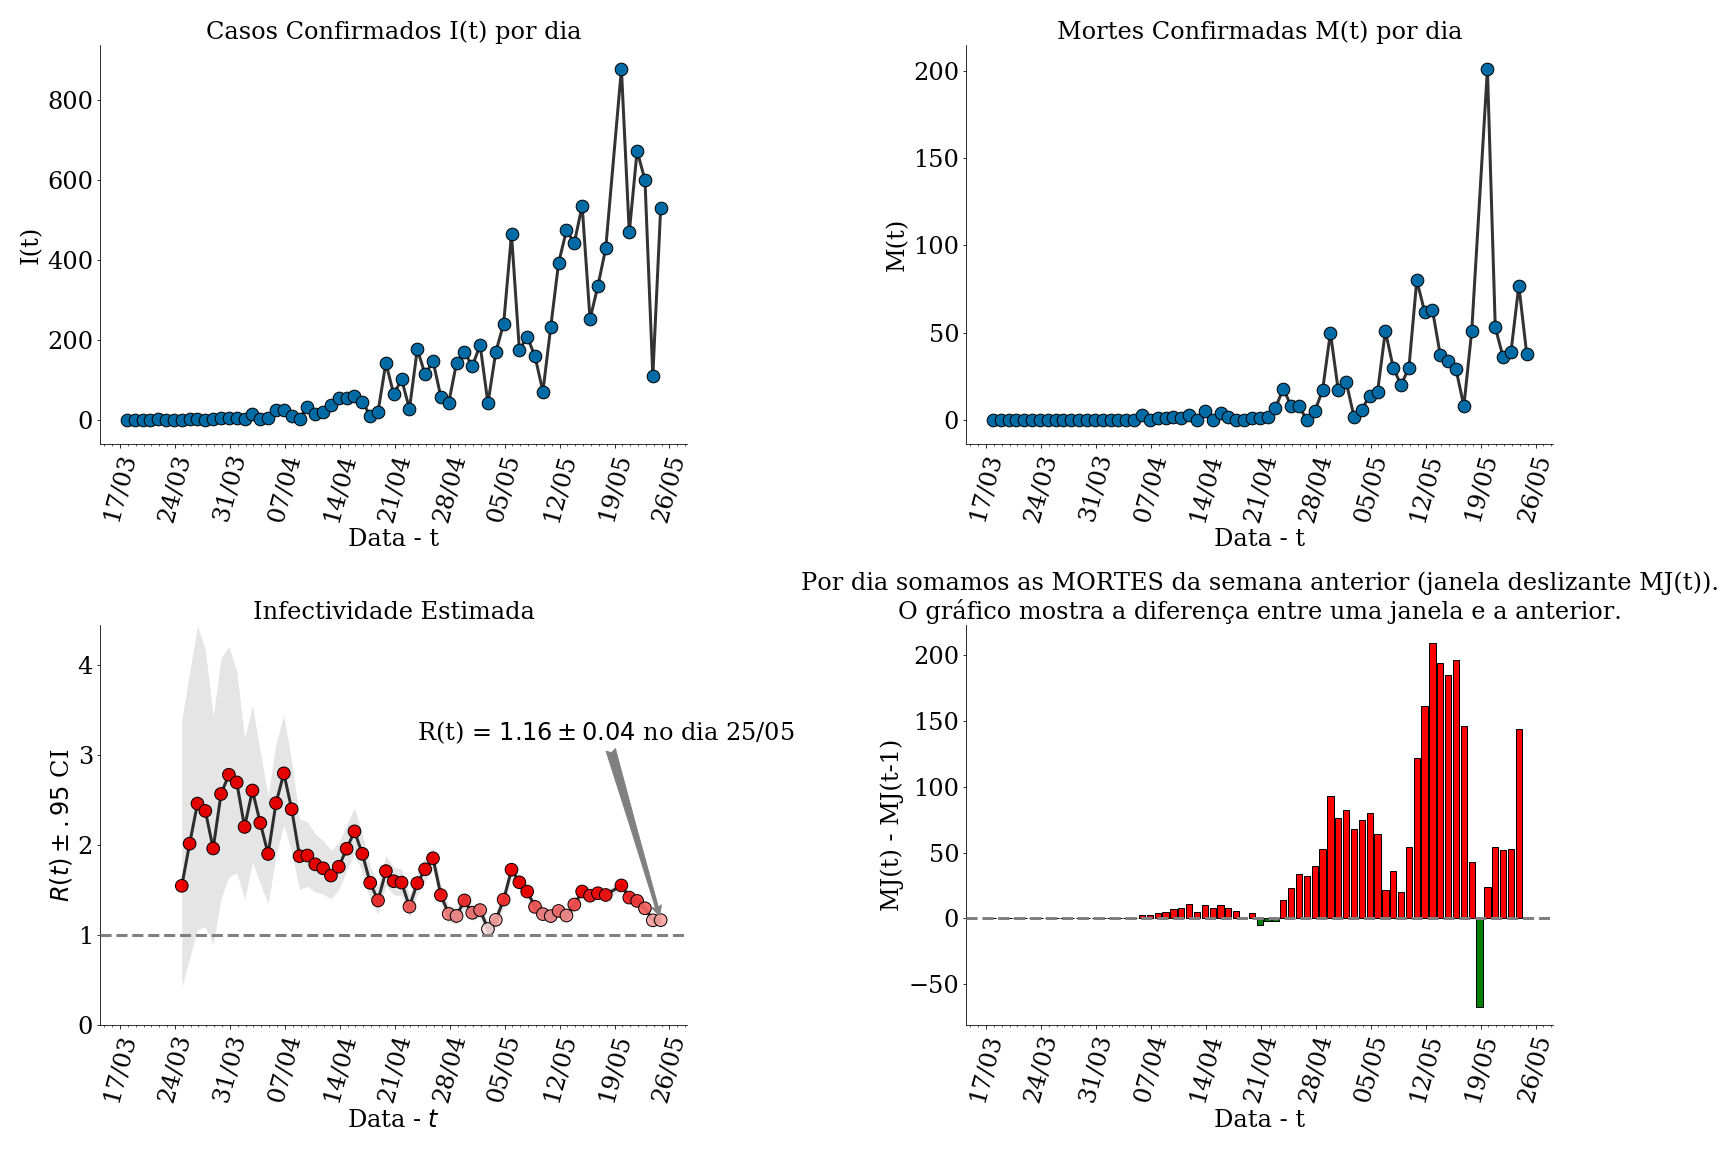 Casos Confirmados I(t) por dia
I(t)
800
600
400
200
0
17/03 24/03 31/03 07/04 14/04 21/04 28/04 05/05 12/05 19/05 26/05
Data - t
Mortes Confirmadas M(t) por dia
M(t)
200
150
100
50
0
17/03 24/03 31/03 07/04 14/04 21/04 28/04 05/05 12/05 19/05 26/05
Data - t
Infectividade Estimada
R(t) ± .95 CI
4
3
2
1
0
R(t) = 1.16 ± 0.04 no dia 25/05
17/03 24/03 31/03 07/04 14/04 21/04 28/04 05/05 12/05 19/05 26/05
Data - t
Por dia somamos as MORTES da semana anterior (janela deslizante MJ(t)).
O gráfico mostra a diferença entre uma janela e a anterior.
MJ(t) - MJ(t-1)
200
150
100
50
0
−50
17/03 24/03 31/03 07/04 14/04 21/04 28/04 05/05 12/05 19/05 26/05
Data - t